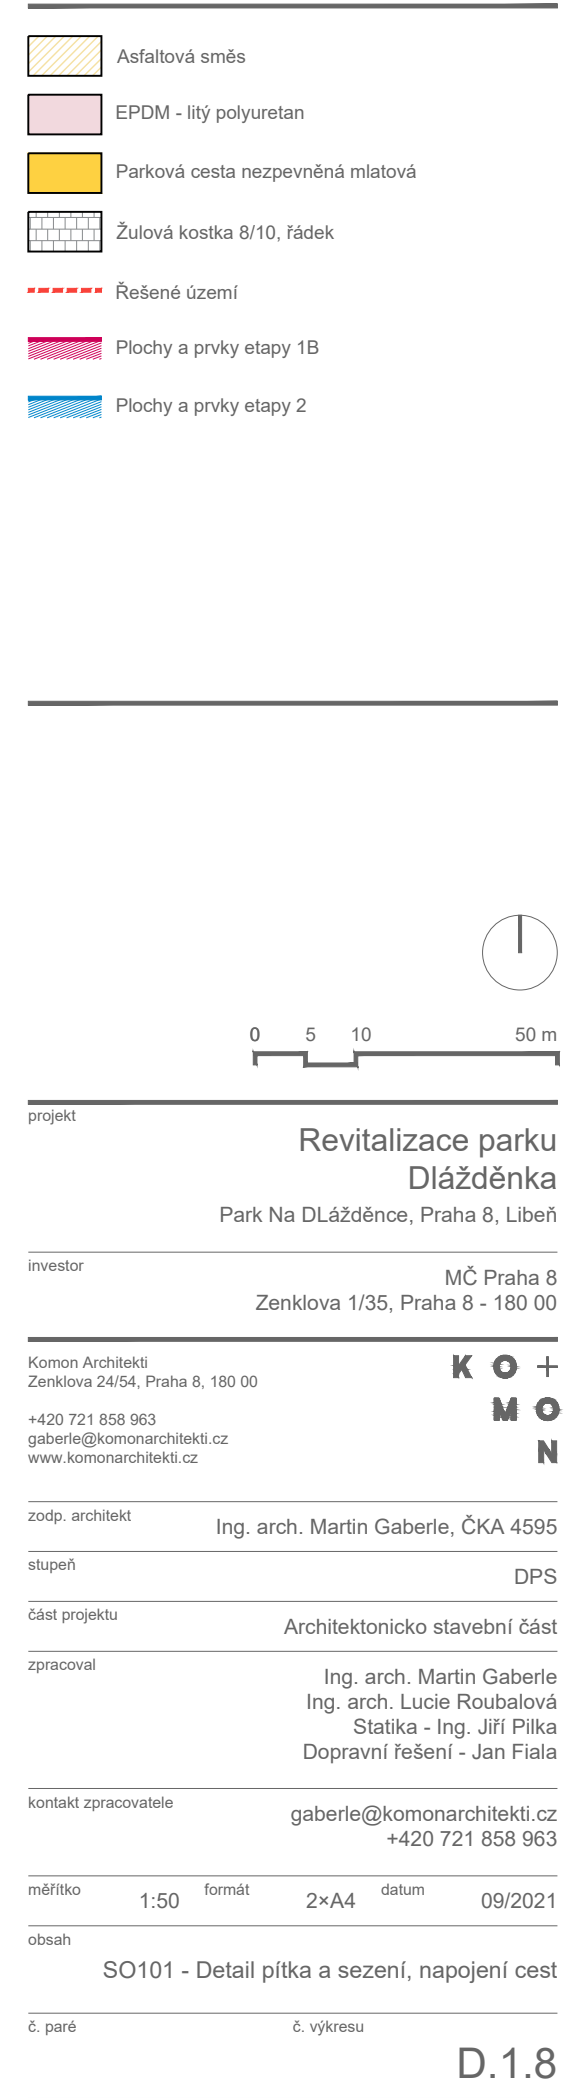 Asfaltová směs
EPDM - litý polyuretan
Parková cesta nezpevněná mlatová
Žulová kostka 8/10, řádek
Řešené území
Plochy a prvky etapy 1B
Plochy a prvky etapy 2
0 5 10 50 m
projekt
Revitalizace parku
Dlážděnka
Park Na DLážděnce, Praha 8, Libeň
investor
MČ Praha 8
Zenklova 1/35, Praha 8 - 180 00
Komon Architekti
Zenklova 24/54, Praha 8, 180 00
+420 721 858 963
gaberle@komonarchitekti.cz
www.komonarchitekti.cz
KO+
MO
N
zodp. architekt
Ing. arch. Martin Gaberle, ČKA 4595
stupeň
DPS
část projektu
Architektonicko stavební část
zpracoval
Ing. arch. Martin Gaberle
Ing. arch. Lucie Roubalová
Statika - Ing. Jiří Pilka
Dopravní řešení - Jan Fiala
kontakt zpracovatele
gaberle@komonarchitekti.cz
+420 721 858 963
měřítko 1:50 formát 2×A4 datum 09/2021
obsah
SO101 - Detail pítka a sezení, napojení cest
č. paré č. výkresu
D.1.8